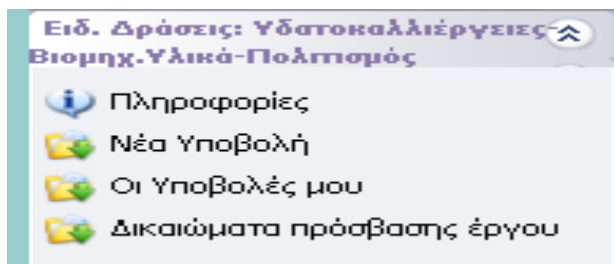 Ειδ. Δράσεις: Υδατοκαλλιέργειες-
Βιομηχ.Υλικά-Πολιτισμός
Πληροφορίες
Νέα Υποβολή
Οι Υποβολές μου
Δικαιώματα πρόσβασης έργου